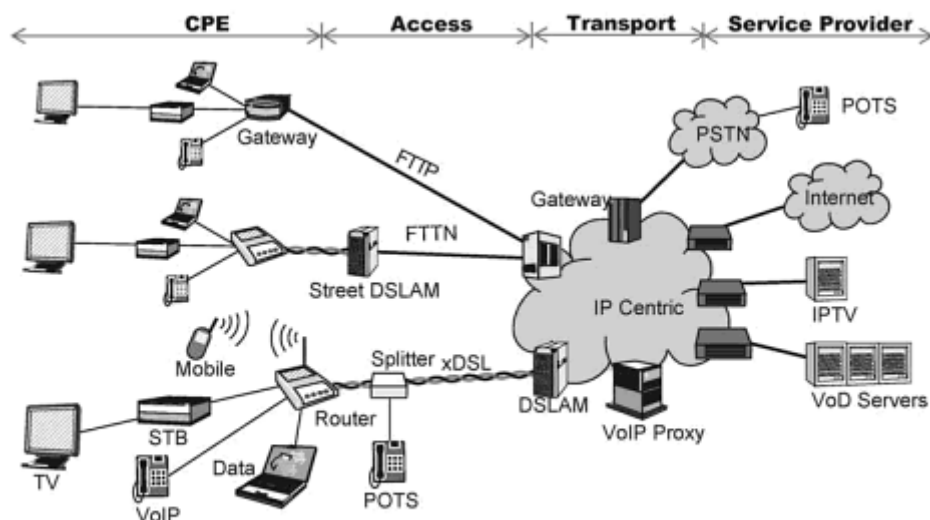 CPE
Access
Transport
Service Provider
Gateway
FTTP
Gateway
PSTN
POTS
Internet
FTTN
Street DSLAM
IP Centric
IPTV
Mobile
Splitter
xDSL
STB
Router
DSLAM
VoIP Proxy
VoD Servers
TV
VoIP
Data
POTS